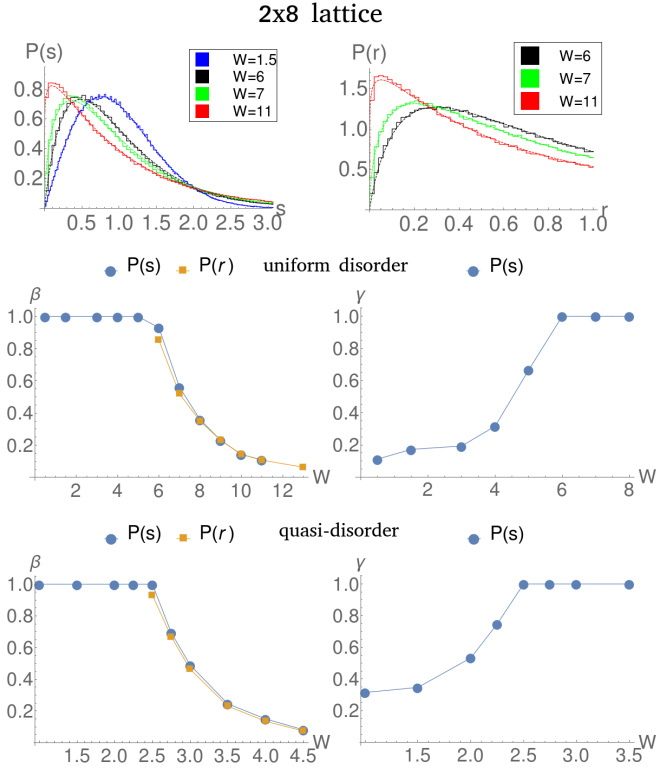 2x8 lattice
P(s)
W=1.5
W=6
W=7
W=11
0.8
0.6
0.4
0.2
0.5 1.0 1.5 2.0 2.5 3.0
s
P(r)
W=6
W=7
W=11
1.5
1.0
0.5
0.2 0.4 0.6 0.8 1.0
r
P(s) P(r) uniform disorder P(s)
β
1.0
0.8
0.6
0.4
0.2
2 4 6 8 10 12 W
γ
1.0
0.8
0.6
0.4
0.2
2 4 6 8 W
P(s) P(r) quasi-disorder P(s)
β
1.0
0.8
0.6
0.4
0.2
1.5 2.0 2.5 3.0 3.5 4.0 4.5 W
γ
1.0
0.8
0.6
0.4
0.2
1.5 2.0 2.5 3.0 3.5 W